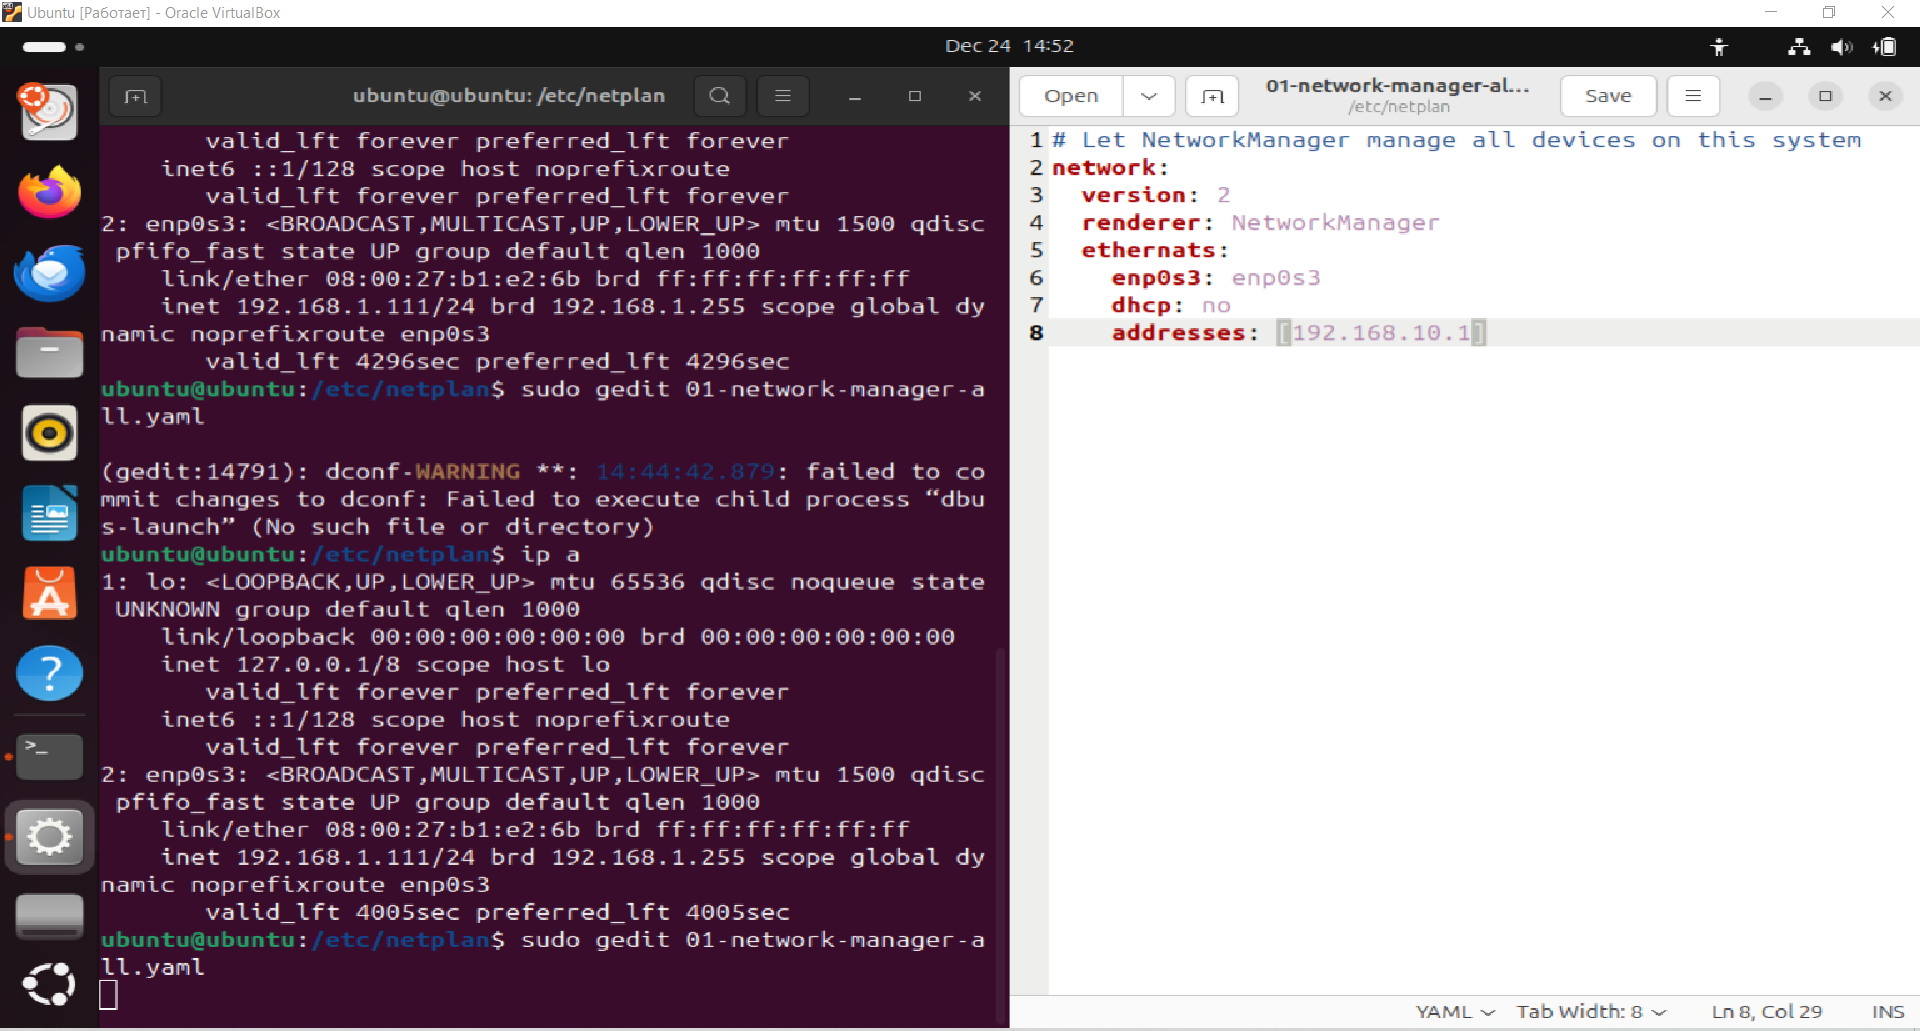 Ubuntu [Работает] - Oracle VirtualBox
Dec 24 14:52
ubuntu@ubuntu: /etc/netplan
valid_lft forever preferred_lft forever
inet6 ::1/128 scope host noprefixroute
valid_lft forever preferred_lft forever
2: enp0s3: <BROADCAST,MULTICAST,UP,LOWER_UP> mtu 1500 qdisc
pfifo_fast state UP group default qlen 1000
link/ether 08:00:27:b1:e2:6b brd ff:ff:ff:ff:ff:ff
inet 192.168.1.111/24 brd 192.168.1.255 scope global dy
namic noprefixroute enp0s3
valid_lft 4296sec preferred_lft 4296sec
ubuntu@ubuntu:/etc/netplan$ sudo gedit 01-network-manager-a
ll.yaml
(gedit:14791): dconf-WARNING **: 14:44:42.879: failed to co
mmit changes to dconf: Failed to execute child process “dbu
s-launch” (No such file or directory)
ubuntu@ubuntu:/etc/netplan$ ip a
1: lo: <LOOPBACK,UP,LOWER_UP> mtu 65536 qdisc noqueue state
UNKNOWN group default qlen 1000
link/loopback 00:00:00:00:00:00 brd 00:00:00:00:00:00
inet 127.0.0.1/8 scope host lo
valid_lft forever preferred_lft forever
inet6 ::1/128 scope host noprefixroute
valid_lft forever preferred_lft forever
2: enp0s3: <BROADCAST,MULTICAST,UP,LOWER_UP> mtu 1500 qdisc
pfifo_fast state UP group default qlen 1000
link/ether 08:00:27:b1:e2:6b brd ff:ff:ff:ff:ff:ff
inet 192.168.1.111/24 brd 192.168.1.255 scope global dy
namic noprefixroute enp0s3
valid_lft 4005sec preferred_lft 4005sec
ubuntu@ubuntu:/etc/netplan$ sudo gedit 01-network-manager-a
ll.yaml
Open
01-network-manager-al...
/etc/netplan
Save
1 # Let NetworkManager manage all devices on this system
2 network:
3 version: 2
4 renderer: NetworkManager
5 ethernats:
6 enp0s3: enp0s3
7 dhcp: no
8 addresses: [192.168.10.1]
YAML Tab Width: 8 Ln 8, Col 29 INS